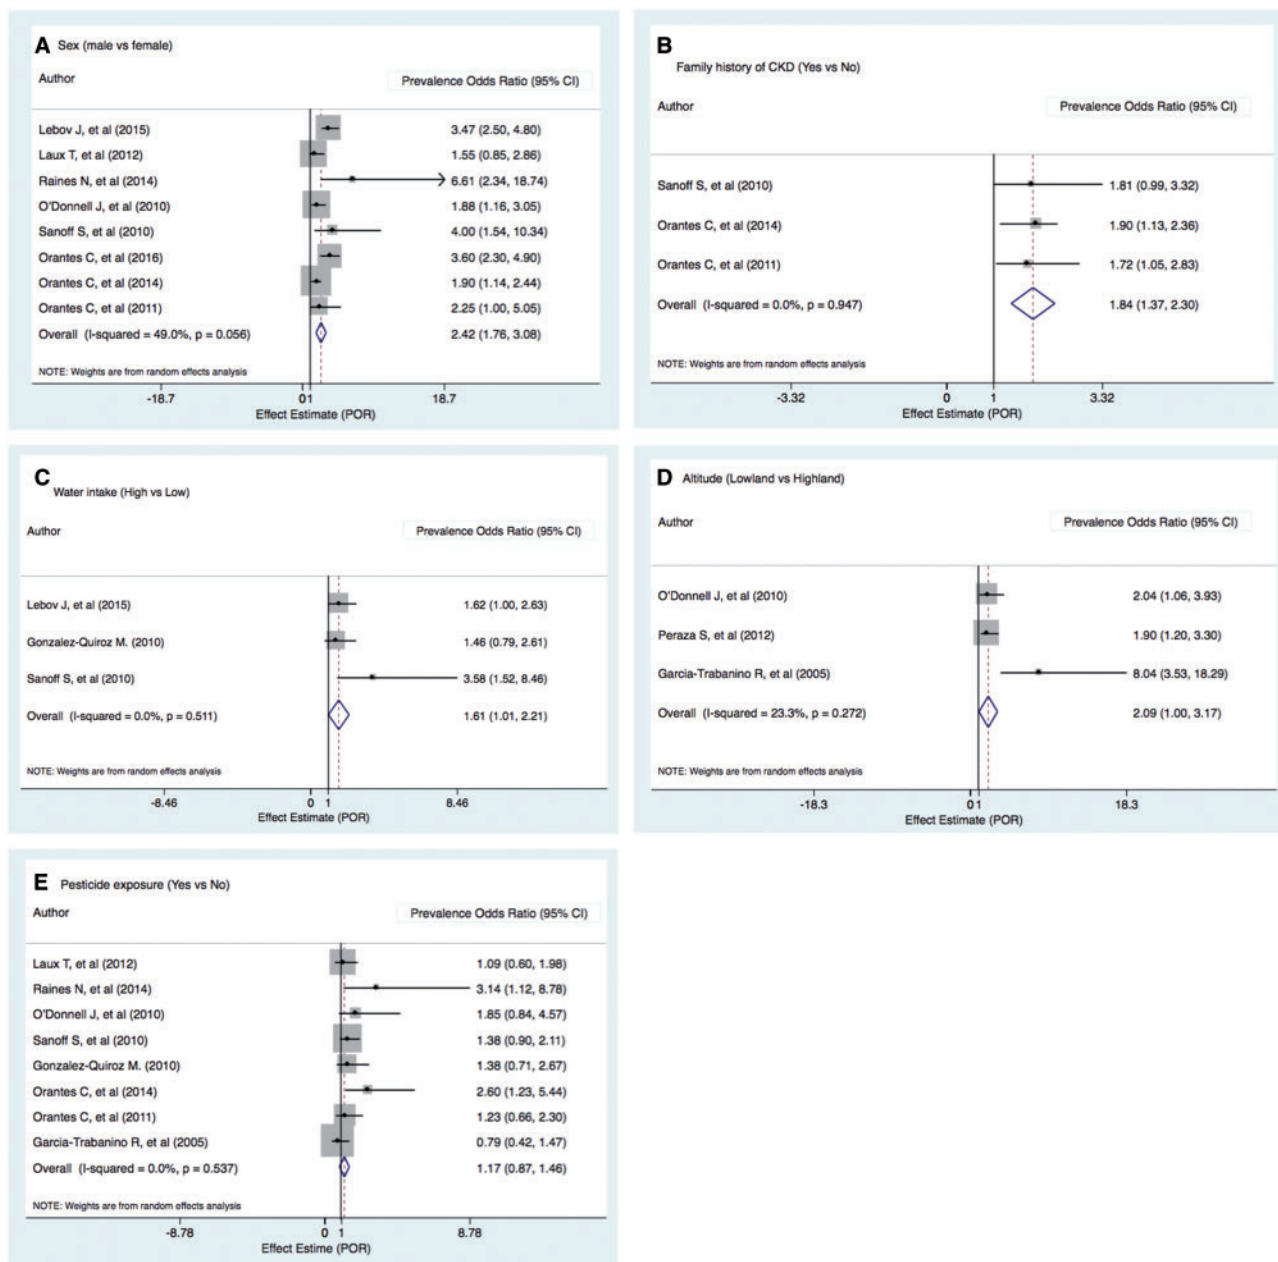 A Sex (male vs female)
Author Prevalence Odds Ratio (95% CI)
Lebov J, et al (2015) 3.47 (2.50, 4.80)
Laux T, et al (2012) 1.55 (0.85, 2.86)
Raines N, et al (2014) 6.61 (2.34, 18.74)
O'Donnell J, et al (2010) 1.88 (1.16, 3.05)
Sanoff S, et al (2010) 4.00 (1.54, 10.34)
Orantes C, et al (2016) 3.60 (2.30, 4.90)
Orantes C, et al (2014) 1.90 (1.14, 2.44)
Orantes C, et al (2011) 2.25 (1.00, 5.05)
Overall (I-squared = 49.0%, p = 0.056) 2.42 (1.76, 3.08)
NOTE: Weights are from random effects analysis
-18.7 0 1 18.7
Effect Estimate (POR)
B Family history of CKD (Yes vs No)
Author Prevalence Odds Ratio (95% CI)
Sanoff S, et al (2010) 1.81 (0.99, 3.32)
Orantes C, et al (2014) 1.90 (1.13, 2.36)
Orantes C, et al (2011) 1.72 (1.05, 2.83)
Overall (I-squared = 0.0%, p = 0.947) 1.84 (1.37, 2.30)
NOTE: Weights are from random effects analysis
-3.32 0 1 3.32
Effect Estimate (POR)
C Water intake (High vs Low)
Author Prevalence Odds Ratio (95% CI)
Lebov J, et al (2015) 1.62 (1.00, 2.63)
Gonzalez-Quiroz M. (2010) 1.46 (0.79, 2.61)
Sanoff S, et al (2010) 3.58 (1.52, 8.46)
Overall (I-squared = 0.0%, p = 0.511) 1.61 (1.01, 2.21)
NOTE: Weights are from random effects analysis
-8.46 0 1 8.46
Effect Estimate (POR)
D Altitude (Lowland vs Highland)
Author Prevalence Odds Ratio (95% CI)
O'Donnell J, et al (2010) 2.04 (1.06, 3.93)
Peraza S, et al (2012) 1.90 (1.20, 3.30)
Garcia-Trabanino R, et al (2005) 8.04 (3.53, 18.29)
Overall (I-squared = 23.3%, p = 0.272) 2.09 (1.00, 3.17)
NOTE: Weights are from random effects analysis
-18.3 0 1 18.3
Effect Estimate (POR)
E Pesticide exposure (Yes vs No)
Author Prevalence Odds Ratio (95% CI)
Laux T, et al (2012) 1.09 (0.60, 1.98)
Raines N, et al (2014) 3.14 (1.12, 8.78)
O'Donnell J, et al (2010) 1.85 (0.84, 4.57)
Sanoff S, et al (2010) 1.38 (0.90, 2.11)
Gonzalez-Quiroz M. (2010) 1.38 (0.71, 2.67)
Orantes C, et al (2014) 2.60 (1.23, 5.44)
Orantes C, et al (2011) 1.23 (0.66, 2.30)
Garcia-Trabanino R, et al (2005) 0.79 (0.42, 1.47)
Overall (I-squared = 0.0%, p = 0.537) 1.17 (0.87, 1.46)
NOTE: Weights are from random effects analysis
-8.78 0 1 8.78
Effect Estime (POR)